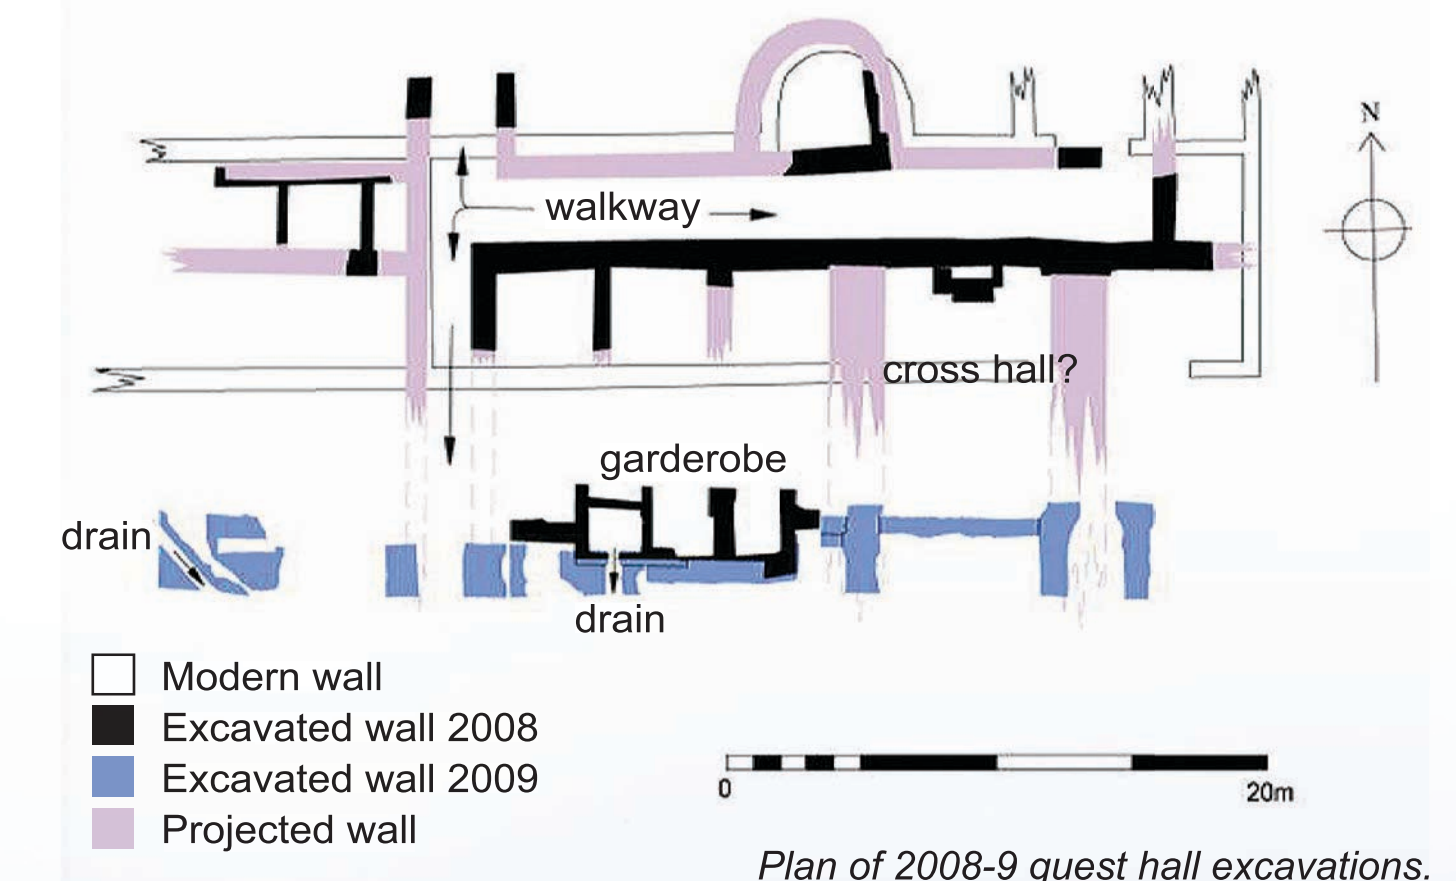 N
walkway
cross hall?
garderobe
drain
drain
Modern wall
Excavated wall 2008
Excavated wall 2009
Projected wall
0
20m
Plan of 2008-9 guest hall excavations.